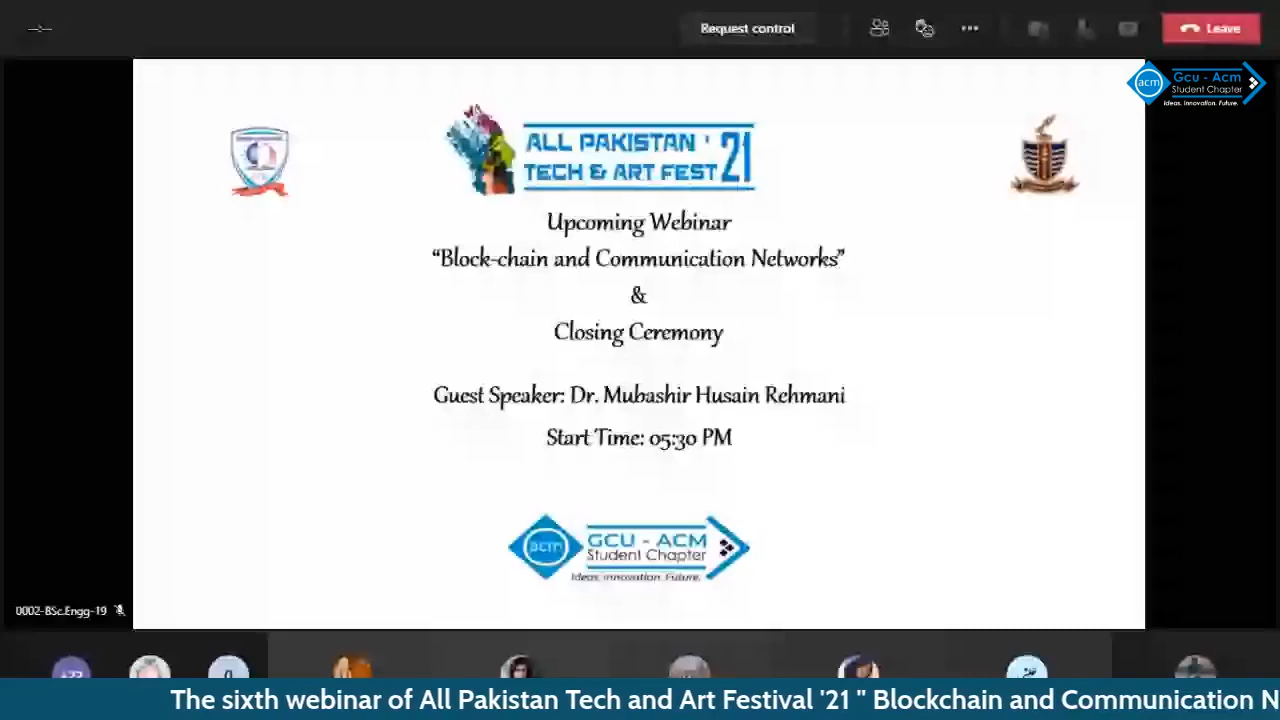 Request control
Leave
acm
Gcu - Acm
Student Chapter
Ideas. Innovation. Future.
ALL PAKISTAN '21
TECH & ART FEST
Upcoming Webinar
“Block-chain and Communication Networks”
&
Closing Ceremony
Guest Speaker: Dr. Mubashir Husain Rehmani
Start Time: 05:30 PM
acm
GCU - ACM
Student Chapter
Ideas. Innovation. Future.
0002-BSc.Engg-19
The sixth webinar of All Pakistan Tech and Art Festival '21 " Blockchain and Communication N